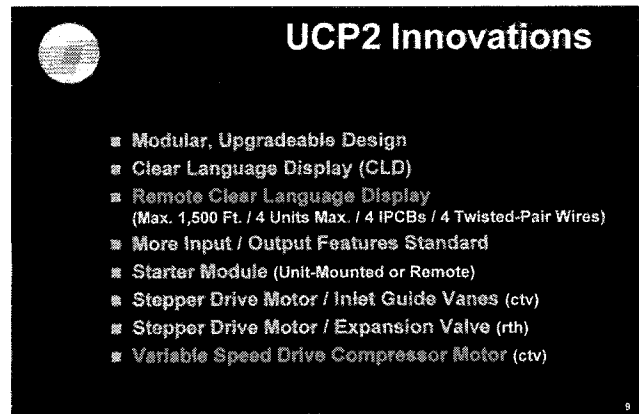 UCP2 Innovations
Modular, Upgradeable Design
Clear Language Display (CLD)
Remote Clear Language Display
(Max. 1,500 Ft. / 4 Units Max. / 4 IPCBs / 4 Twisted-Pair Wires)
More Input / Output Features Standard
Starter Module (Unit-Mounted or Remote)
Stepper Drive Motor / Inlet Guide Vanes (ctv)
Stepper Drive Motor / Expansion Valve (rth)
Variable Speed Drive Compressor Motor (ctv)
9